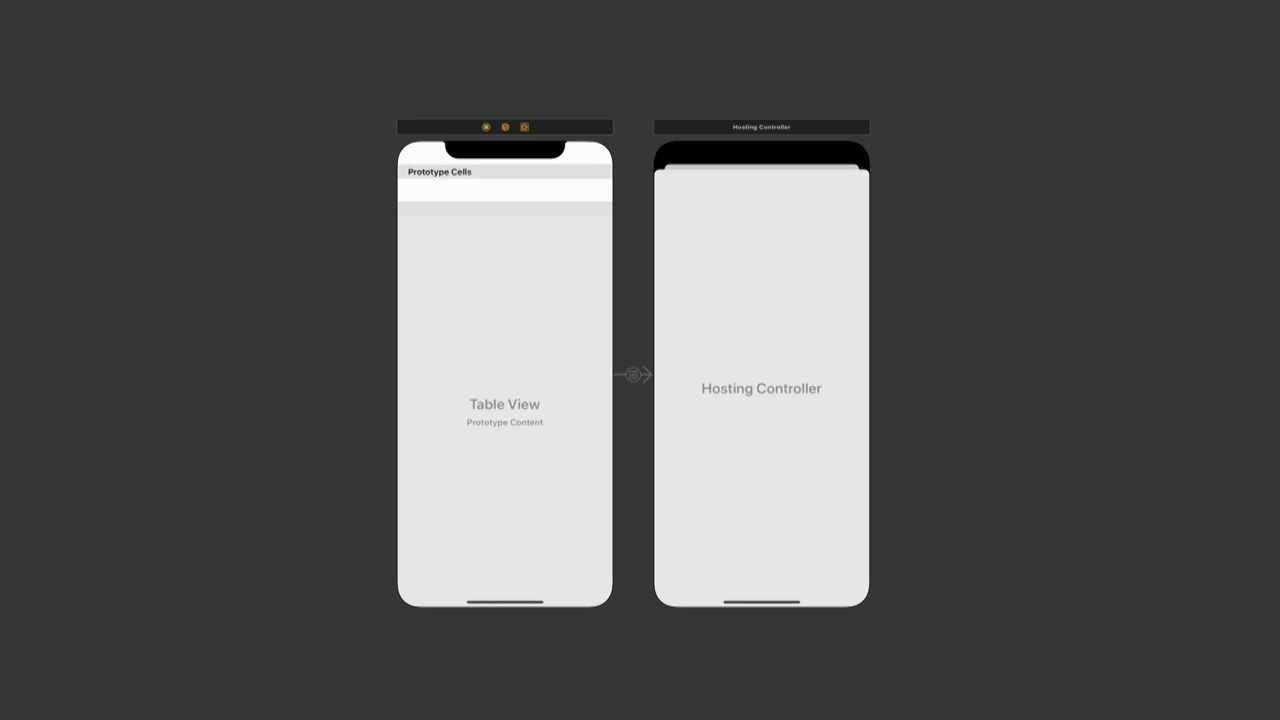 Hosting Controller
Prototype Cells
Table View
Prototype Content
Hosting Controller